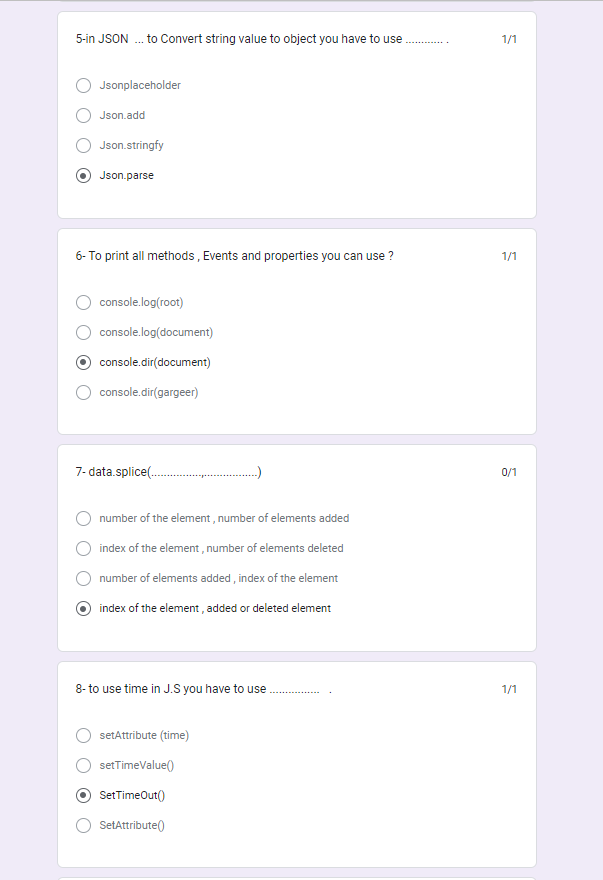 5-in JSON ... to Convert string value to object you have to use ............ . 1/1
Jsonplaceholder
Json.add
Json.stringfy
Json.parse
6- To print all methods , Events and properties you can use ? 1/1
console.log(root)
console.log(document)
console.dir(document)
console.dir(gargeer)
7- data.splice(................,.................) 0/1
number of the element , number of elements added
index of the element , number of elements deleted
number of elements added , index of the element
index of the element , added or deleted element
8- to use time in J.S you have to use ................ . 1/1
setAttribute (time)
setTimeValue()
SetTimeOut()
SetAttribute()